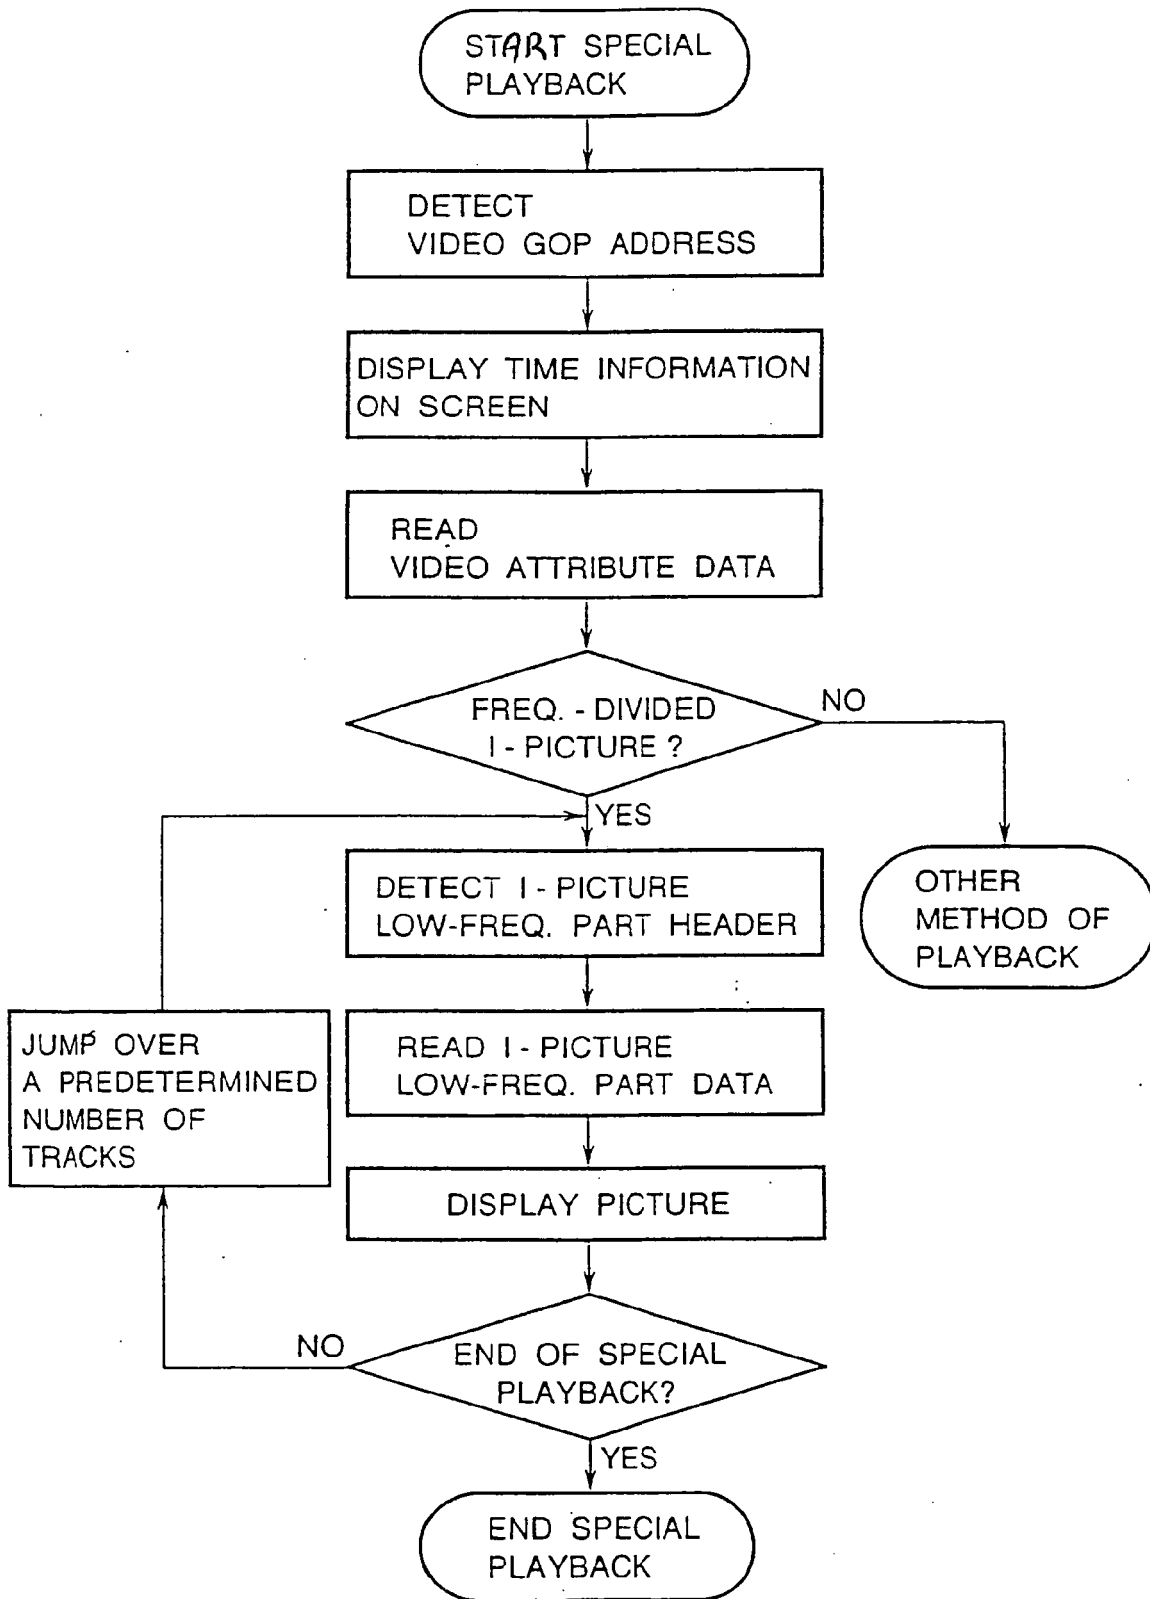 START SPECIAL
PLAYBACK
DETECT
VIDEO GOP ADDRESS
DISPLAY TIME INFORMATION
ON SCREEN
READ
VIDEO ATTRIBUTE DATA
FREQ. - DIVIDED
I - PICTURE ?
NO
YES
DETECT I - PICTURE
LOW-FREQ. PART HEADER
OTHER
METHOD OF
PLAYBACK
JUMP OVER
A PREDETERMINED
NUMBER OF
TRACKS
READ I - PICTURE
LOW-FREQ. PART DATA
DISPLAY PICTURE
NO
END OF SPECIAL
PLAYBACK?
YES
END SPECIAL
PLAYBACK